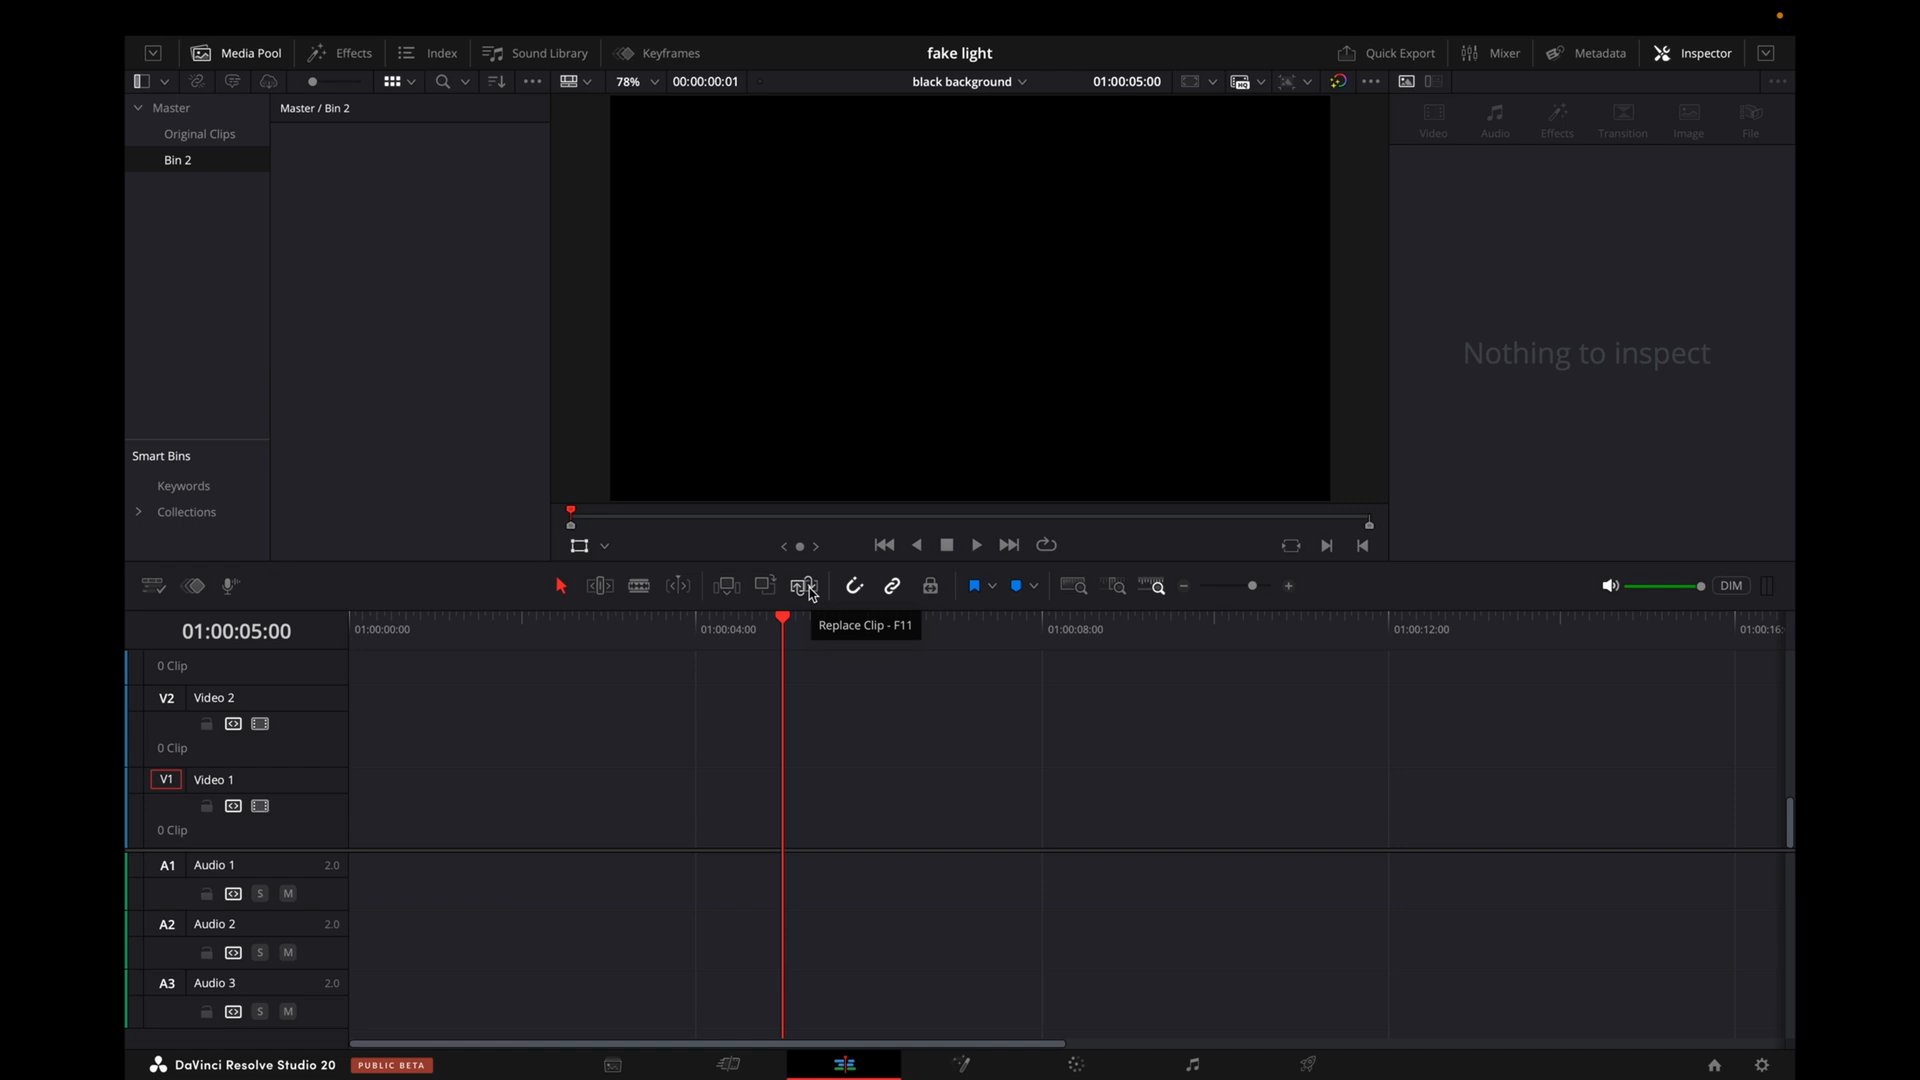 Media Pool
Effects
Index
Sound Library
Keyframes
fake light
Quick Export
Mixer
Metadata
Inspector
78%
00:00:00:01
black background
01:00:05:00
Master
Original Clips
Bin 2
Master / Bin 2
HQ
Video
Audio
Effects
Transition
Image
File
Nothing to inspect
Smart Bins
Keywords
Collections
DIM
Replace Clip - F11
01:00:05:00
01:00:00:00
01:00:04:00
01:00:08:00
01:00:12:00
01:00:16:
0 Clip
V2 Video 2
0 Clip
V1 Video 1
0 Clip
A1 Audio 1 2.0
S M
A2 Audio 2 2.0
S M
A3 Audio 3 2.0
S M
DaVinci Resolve Studio 20
PUBLIC BETA